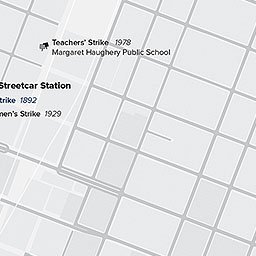 Teachers' Strike 1978
Margaret Haughery Public School
Streetcar Station
trike 1892
men's Strike 1929